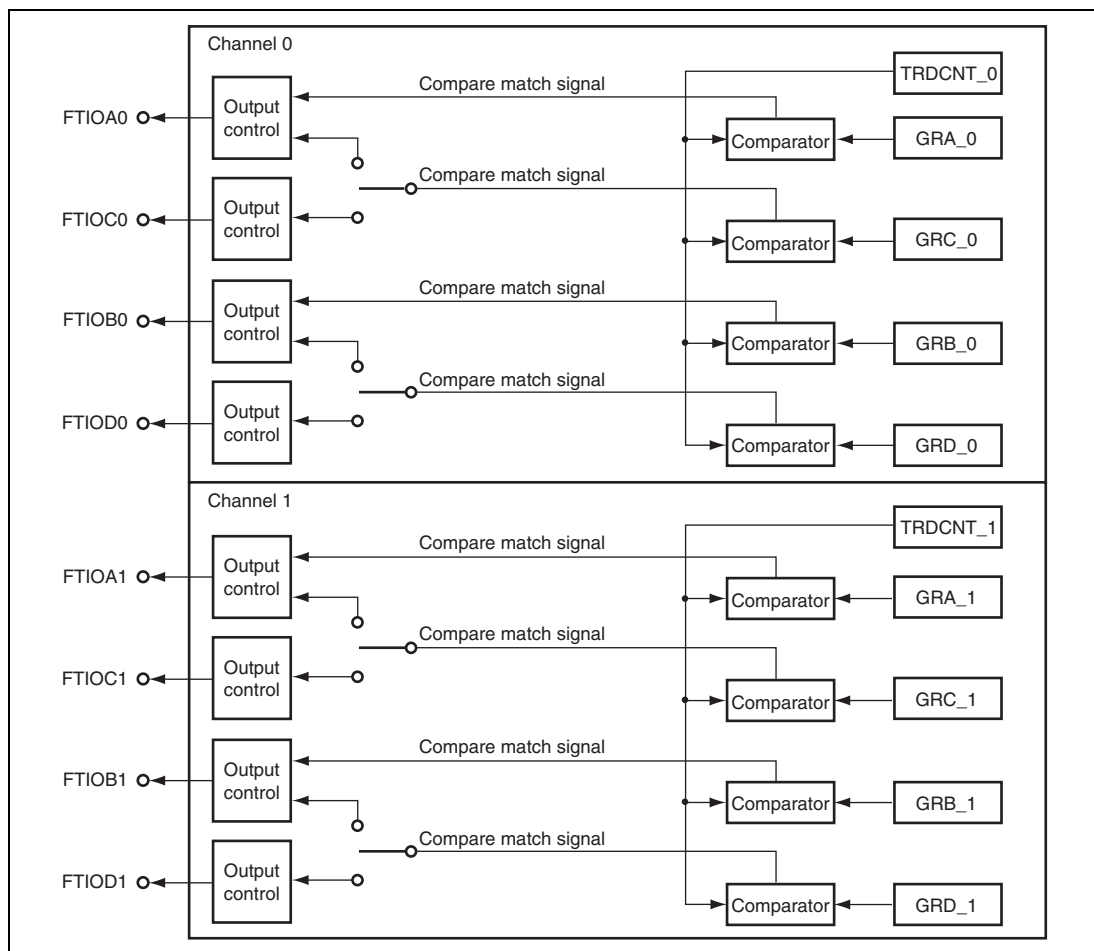 Channel 0
TRDCNT_0
Compare match signal
Output
control
FTIOA0
Comparator
GRA_0
Compare match signal
Output
control
FTIOC0
Comparator
GRC_0
Compare match signal
Output
control
FTIOB0
Comparator
GRB_0
Compare match signal
Output
control
FTIOD0
Comparator
GRD_0
Channel 1
TRDCNT_1
Compare match signal
Output
control
FTIOA1
Comparator
GRA_1
Compare match signal
Output
control
FTIOC1
Comparator
GRC_1
Compare match signal
Output
control
FTIOB1
Comparator
GRB_1
Compare match signal
Output
control
FTIOD1
Comparator
GRD_1